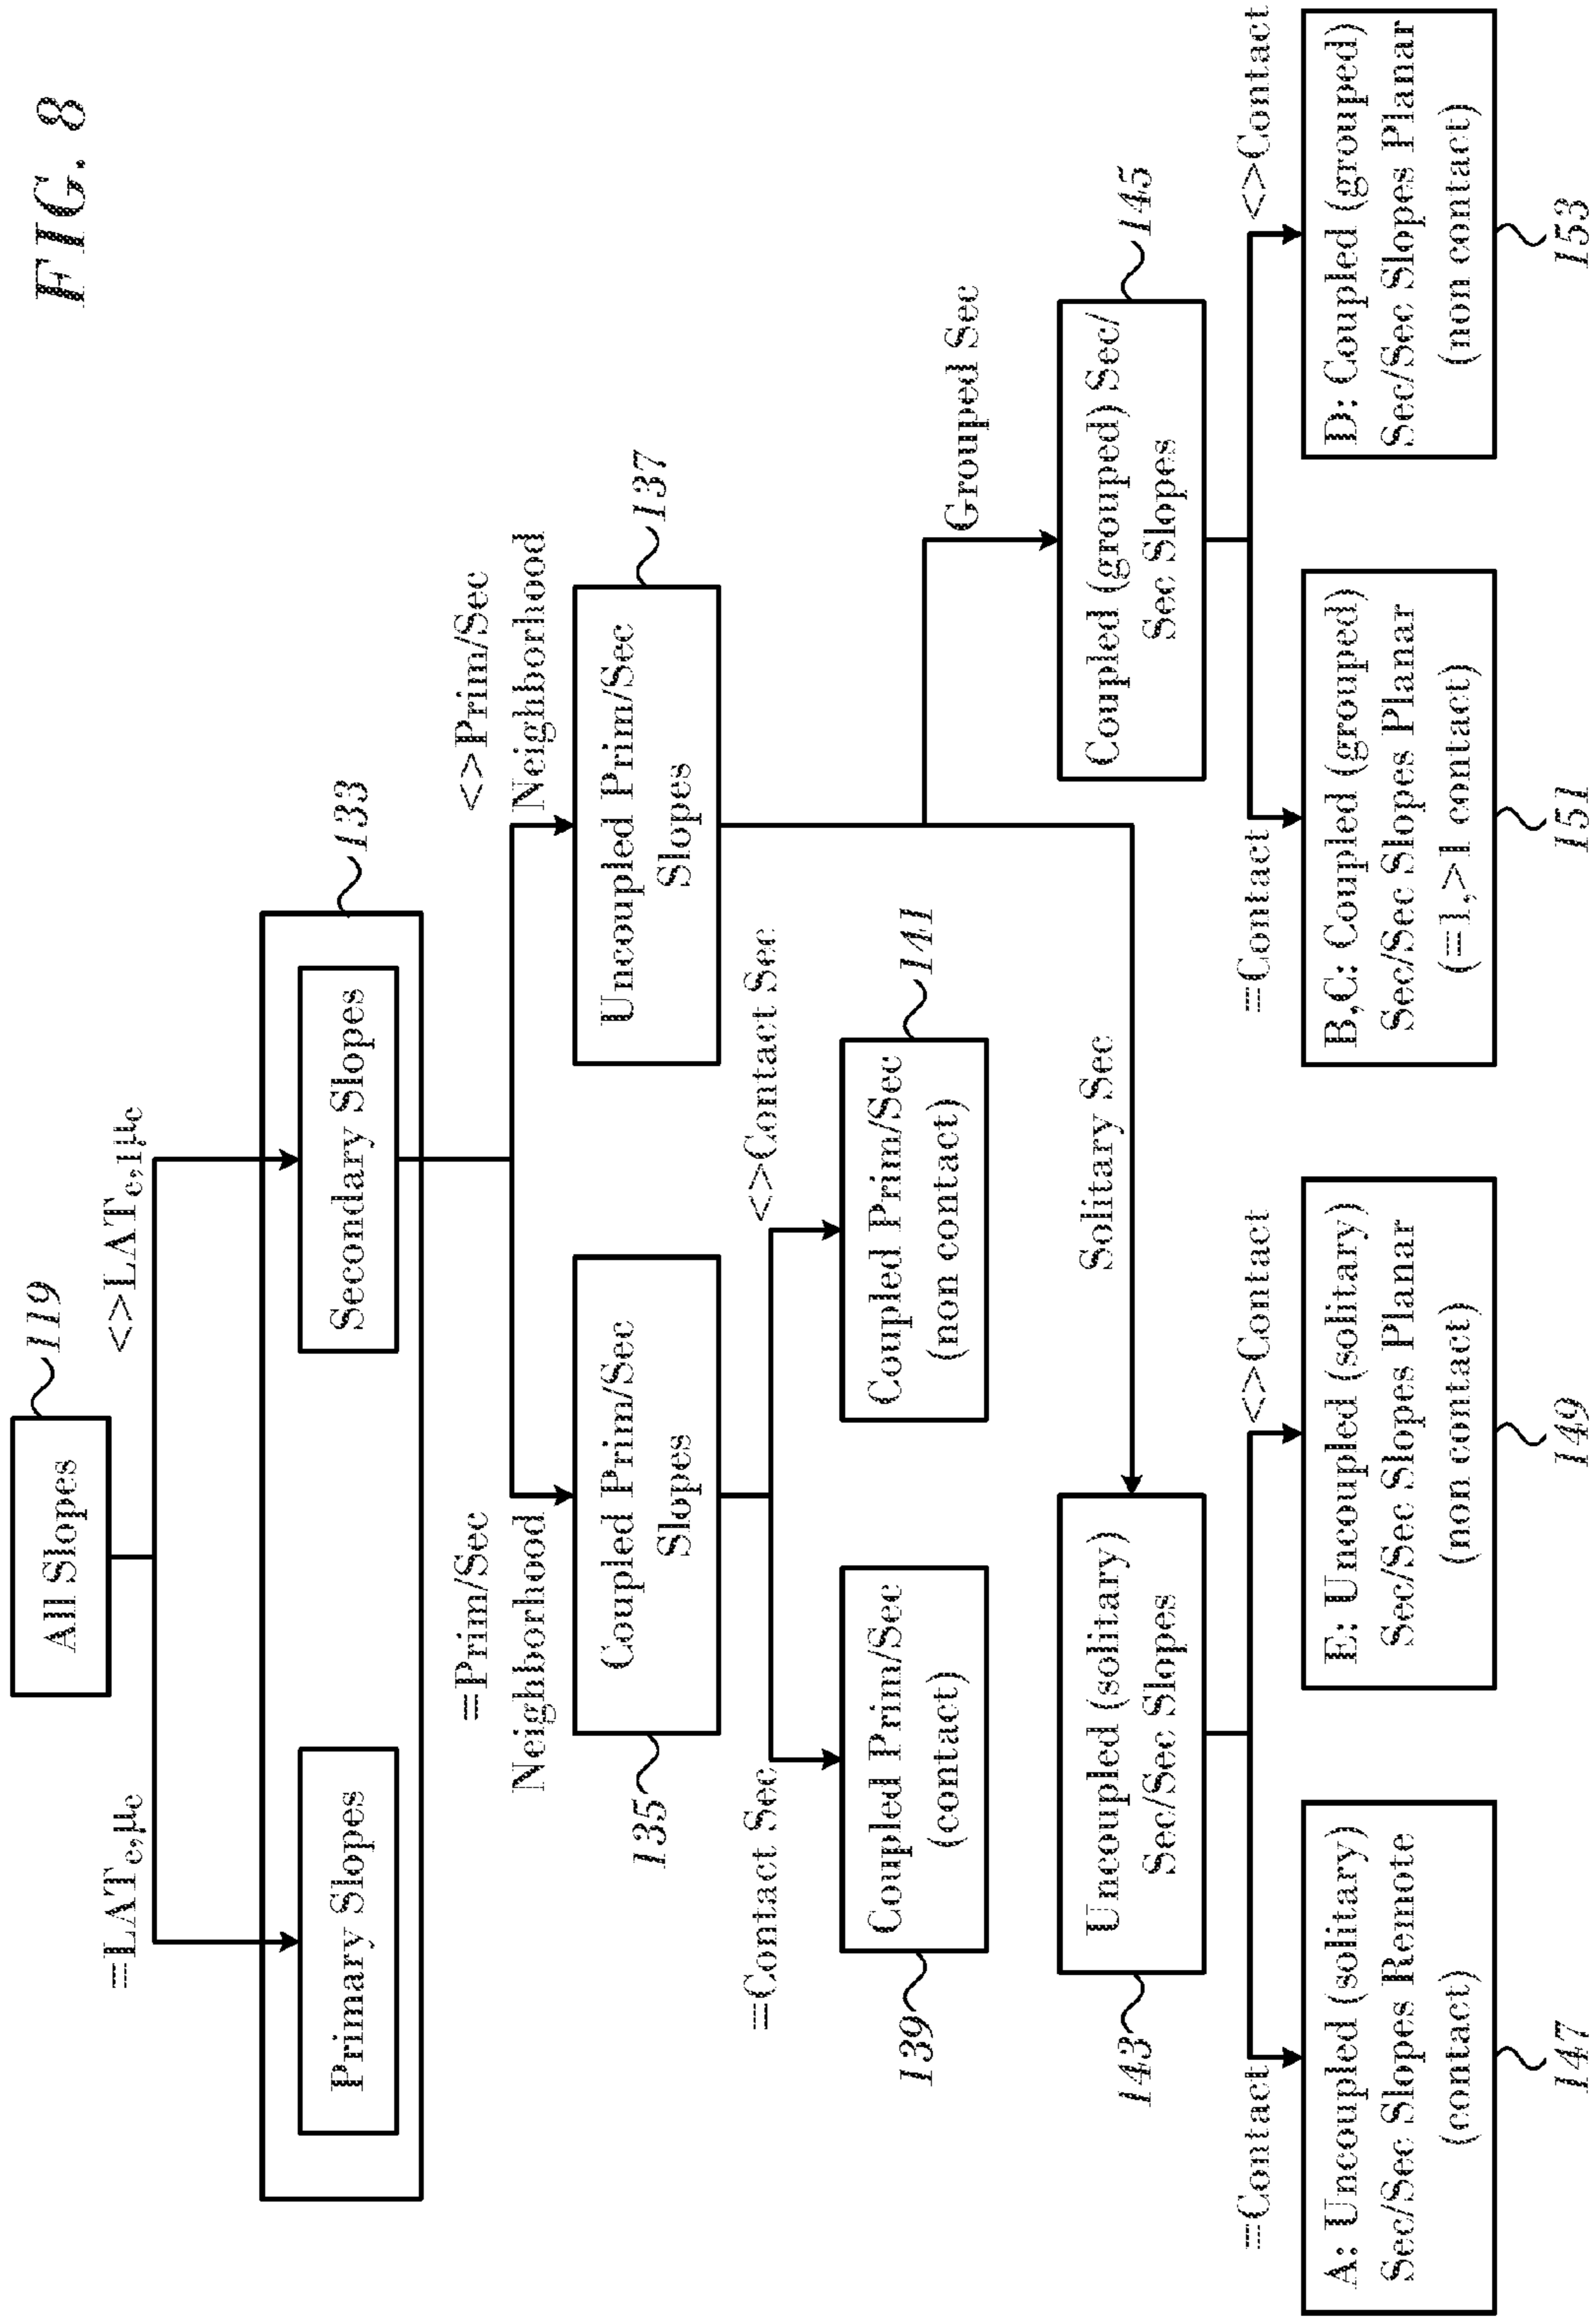 FIG. 8
All Slopes
119
=LATe,μe
<>LATe,1μe
Primary Slopes
Secondary Slopes
133
=Prim/Sec
Neighborhood
<>Prim/Sec
Neighborhood
Coupled Prim/Sec
Slopes
135
Uncoupled Prim/Sec
Slopes
137
=Contact Sec
<>Contact Sec
Coupled Prim/Sec
(contact)
139
Coupled Prim/Sec
(non contact)
141
Solitary Sec
Grouped Sec
Uncoupled (solitary)
Sec/Sec Slopes
143
Coupled (grouped) Sec/
Sec Slopes
145
=Contact
<>Contact
=Contact
<>Contact
A: Uncoupled (solitary)
Sec/Sec Slopes Remote
(contact)
147
E: Uncoupled (solitary)
Sec/Sec Slopes Planar
(non contact)
149
B,C: Coupled (grouped)
Sec/Sec Slopes Planar
(=1,>1 contact)
151
D: Coupled (grouped)
Sec/Sec Slopes Planar
(non contact)
153